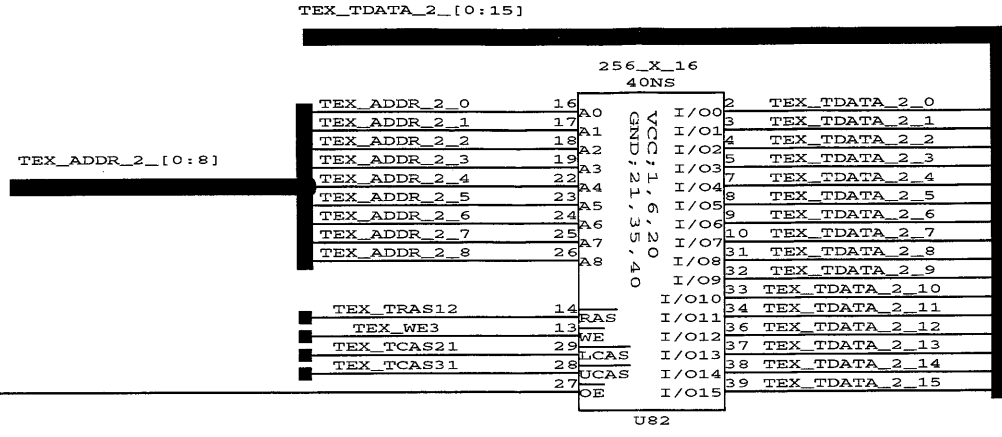 TEX_TDATA_2_[0:15]
256_X_16
40NS
TEX_ADDR_2_0 16 A0 I/O0 2 TEX_TDATA_2_0
TEX_ADDR_2_1 17 A1 I/O1 3 TEX_TDATA_2_1
TEX_ADDR_2_2 18 A2 I/O2 4 TEX_TDATA_2_2
TEX_ADDR_2_[0:8] TEX_ADDR_2_3 19 A3 I/O3 5 TEX_TDATA_2_3
TEX_ADDR_2_4 22 A4 I/O4 7 TEX_TDATA_2_4
TEX_ADDR_2_5 23 A5 I/O5 8 TEX_TDATA_2_5
TEX_ADDR_2_6 24 A6 I/O6 9 TEX_TDATA_2_6
TEX_ADDR_2_7 25 A7 I/O7 10 TEX_TDATA_2_7
TEX_ADDR_2_8 26 A8 I/O8 31 TEX_TDATA_2_8
I/O9 32 TEX_TDATA_2_9
I/O10 33 TEX_TDATA_2_10
TEX_TRAS12 14 RAS I/O11 34 TEX_TDATA_2_11
TEX_WE3 13 WE I/O12 36 TEX_TDATA_2_12
TEX_TCAS21 29 LCAS I/O13 37 TEX_TDATA_2_13
TEX_TCAS31 28 UCAS I/O14 38 TEX_TDATA_2_14
27 OE I/O15 39 TEX_TDATA_2_15
VCC;1,6,20
GND;21,35,40
U82